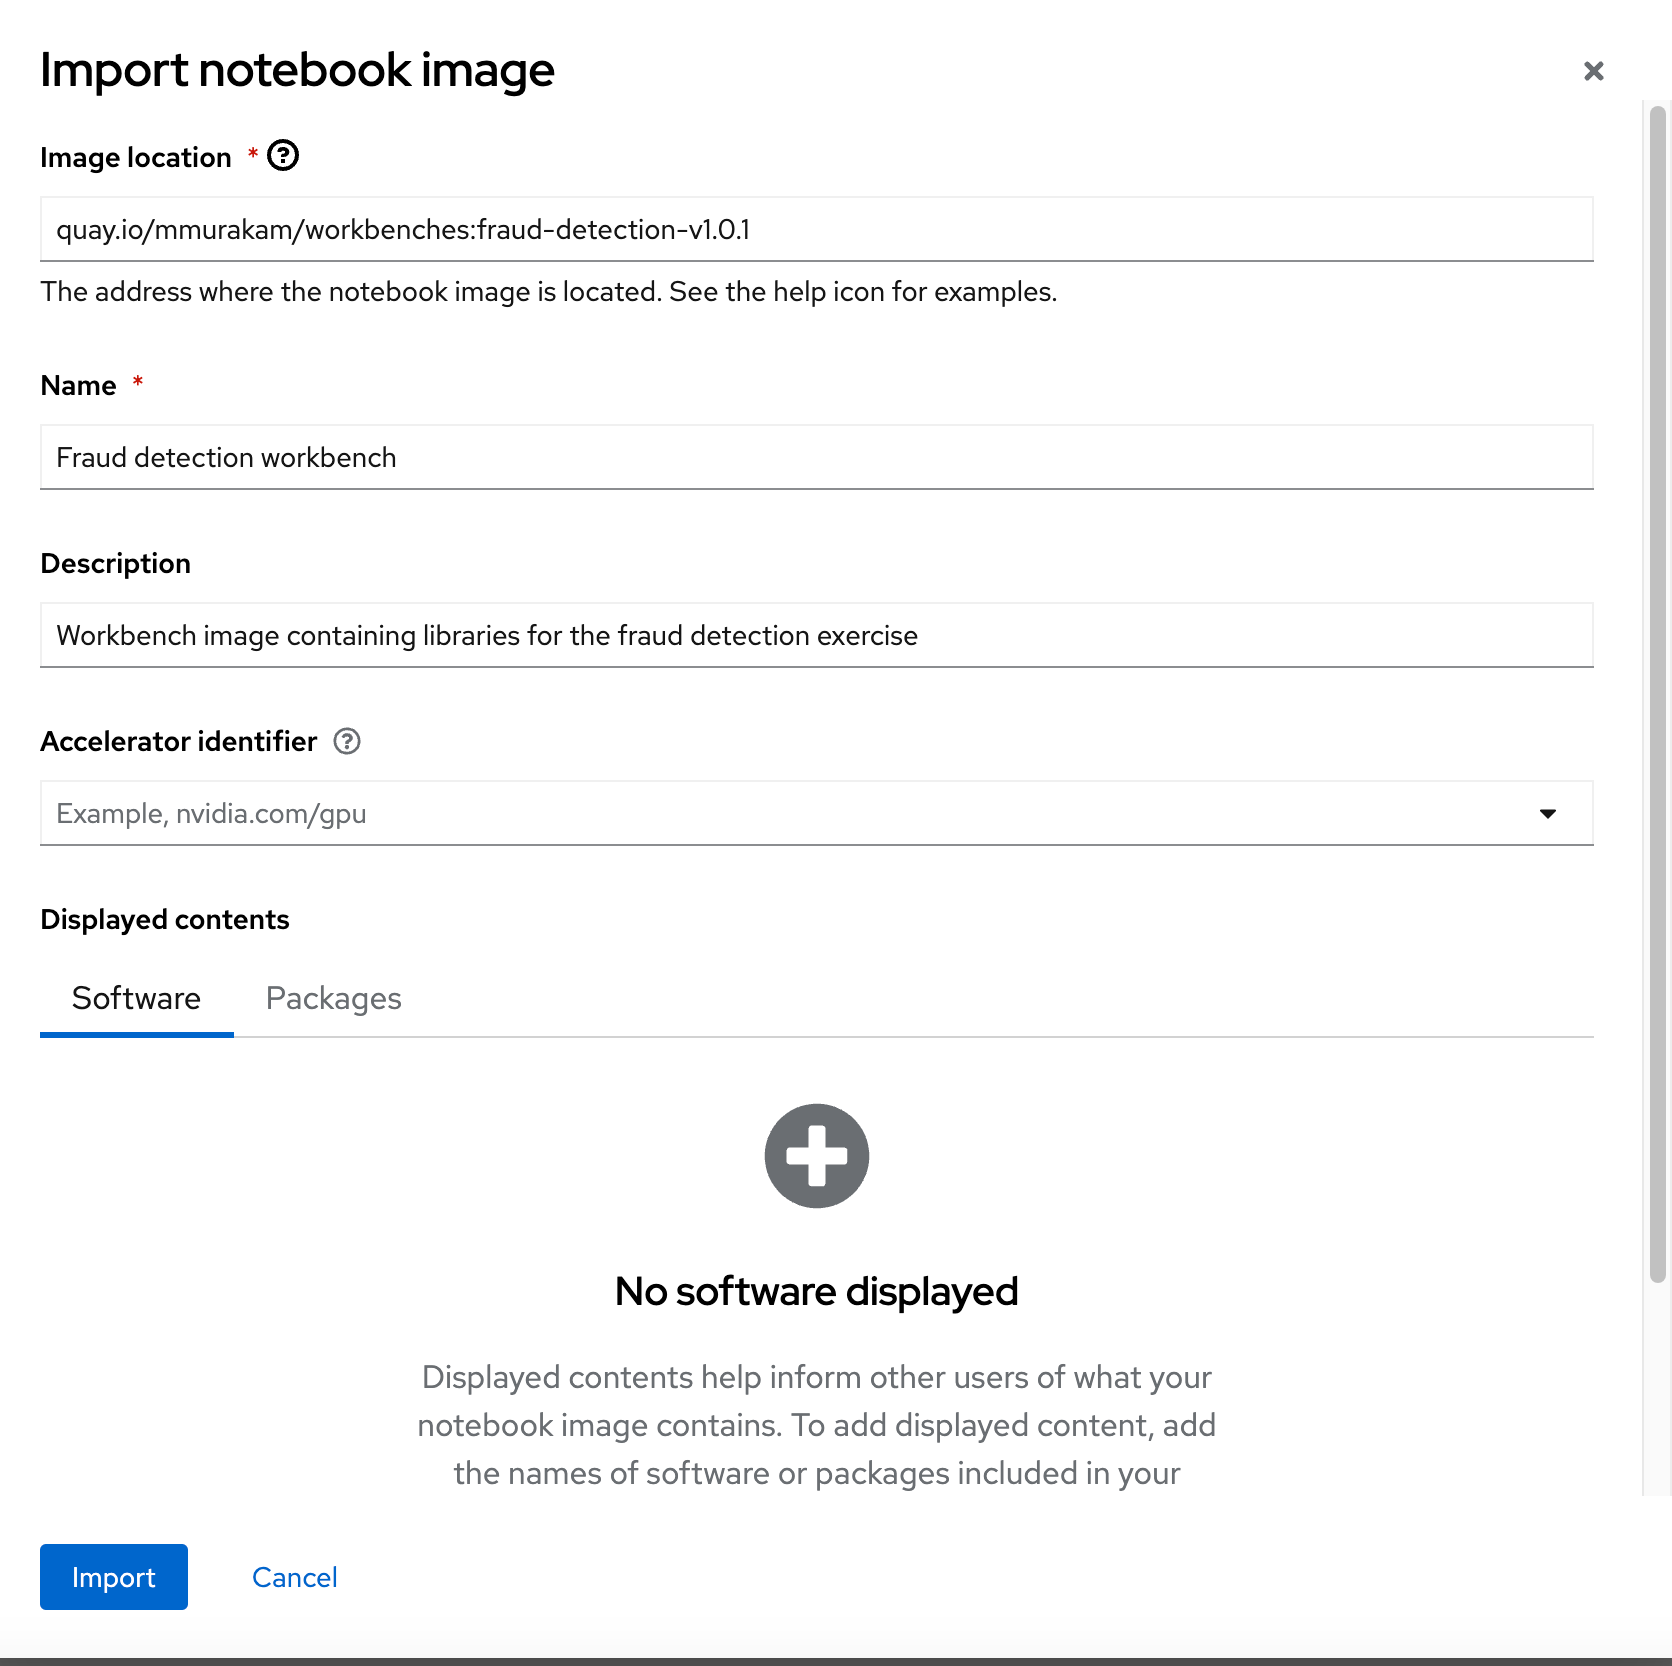 Import notebook image
Image location *
quay.io/mmurakam/workbenches:fraud-detection-v1.0.1
The address where the notebook image is located. See the help icon for examples.
Name *
Fraud detection workbench
Description
Workbench image containing libraries for the fraud detection exercise
Accelerator identifier
Example, nvidia.com/gpu
Displayed contents
Software Packages
No software displayed
Displayed contents help inform other users of what your
notebook image contains. To add displayed content, add
the names of software or packages included in your
Import Cancel